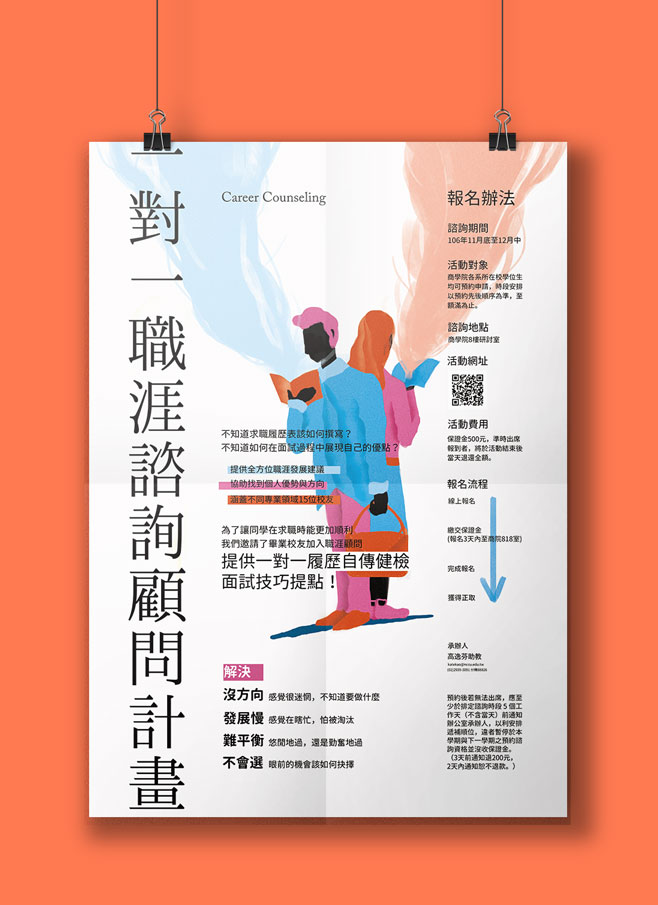 一對一職涯諮詢顧問計畫
Career Counseling
不知道求職履歷表該如何撰寫？
不知道如何在面試過程中展現自己的優點？
提供全方位職涯發展建議
協助找到個人優勢與方向
涵蓋不同專業領域15位校友
為了讓同學在求職時能更加順利
我們邀請了畢業校友加入職涯顧問
提供一對一履歷自傳健檢
面試技巧提點！
解決
沒方向 感覺很迷惘，不知道要做什麼
發展慢 感覺在瞎忙，怕被淘汰
難平衡 悠閒地過，還是勤奮地過
不會選 眼前的機會該如何抉擇
報名辦法
諮詢期間
106年11月底至12月中
活動對象
商學院各系所在校學位生
均可預約申請，時段安排
以預約先後順序為準，至
額滿為止。
諮詢地點
商學院8樓研討室
活動網址
活動費用
保證金500元，準時出席
報到者，將於活動結束後
當天退還全額。
報名流程
線上報名
繳交保證金
(報名3天內至商院818室)
完成報名
獲得正取
承辦人
高逸芬助教
預約後若無法出席，應至
少於排定諮詢時段 5 個工
作天（不含當天）前通知
辦公室承辦人，以利安排
遞補順位，違者暫停於本
學期與下一學期之預約諮
詢資格並沒收保證金。
（3天前通知退200元，
2天內通知恕不退款。）